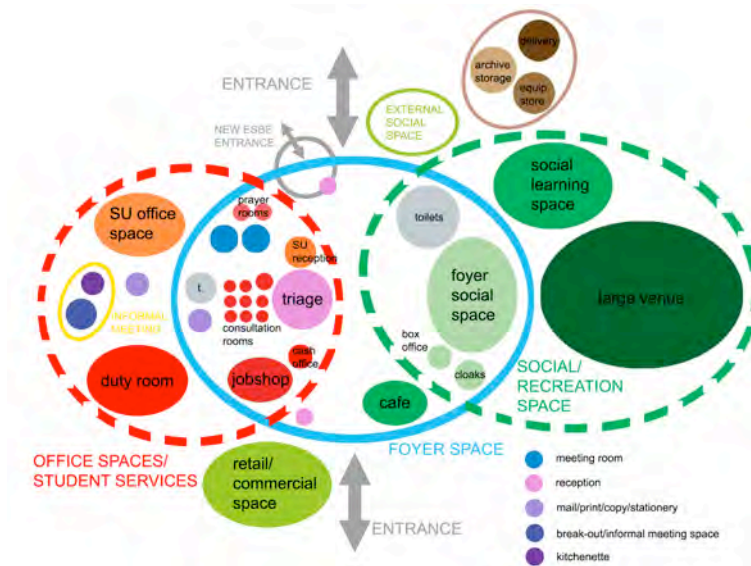 delivery
archive
storage
equip
store
ENTRANCE
EXTERNAL
SOCIAL
SPACE
NEW ESBE
ENTRANCE
social
learning
space
prayer
rooms
toilets
SU office
space
SU
reception
foyer
social
space
large venue
t.
triage
INFORMAL
MEETING
consultation
rooms
box
office
cash
office
duty room
jobshop
cloaks
SOCIAL/
RECREATION
SPACE
cafe
OFFICE SPACES/
STUDENT SERVICES
FOYER SPACE
retail/
commercial
space
ENTRANCE
meeting room
reception
mail/print/copy/stationery
break-out/informal meeting space
kitchenette